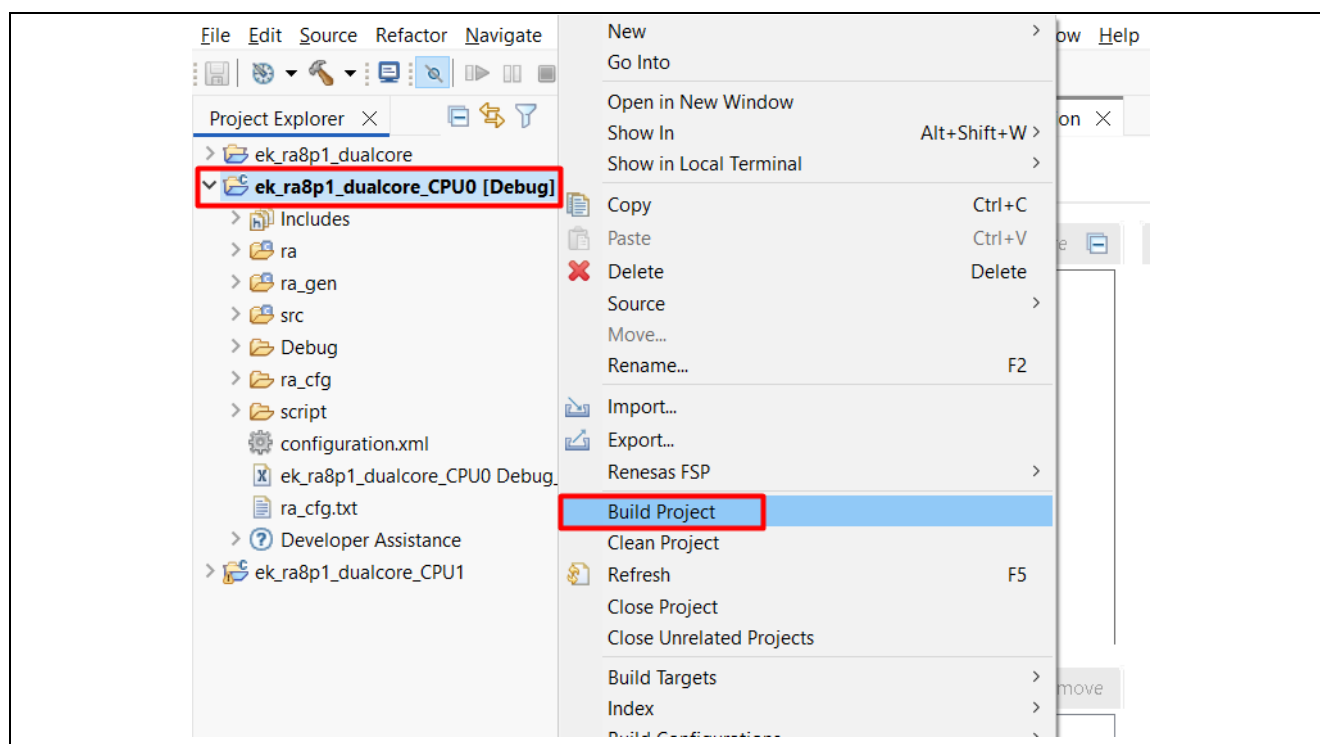 File Edit Source Refactor Navigate
ow Help
Project Explorer
on
ek_ra8p1_dualcore
ek_ra8p1_dualcore_CPU0 [Debug]
Includes
ra
ra_gen
src
Debug
ra_cfg
script
configuration.xml
ek_ra8p1_dualcore_CPU0 Debug_
ra_cfg.txt
Developer Assistance
ek_ra8p1_dualcore_CPU1
New
Go Into
Open in New Window
Show In Alt+Shift+W
Show in Local Terminal
Copy Ctrl+C
Paste Ctrl+V
Delete Delete
Source
Move...
Rename... F2
Import...
Export...
Renesas FSP
Build Project
Clean Project
Refresh F5
Close Project
Close Unrelated Projects
Build Targets
Index
Build Configurations
e
move